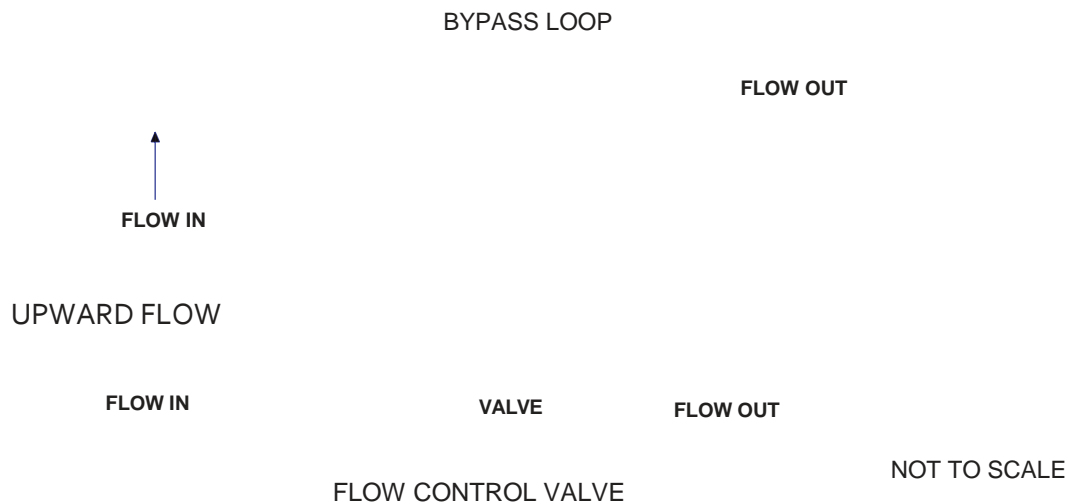 BYPASS LOOP
FLOW OUT
FLOW IN
UPWARD FLOW
FLOW IN
VALVE
FLOW OUT
NOT TO SCALE
FLOW CONTROL VALVE